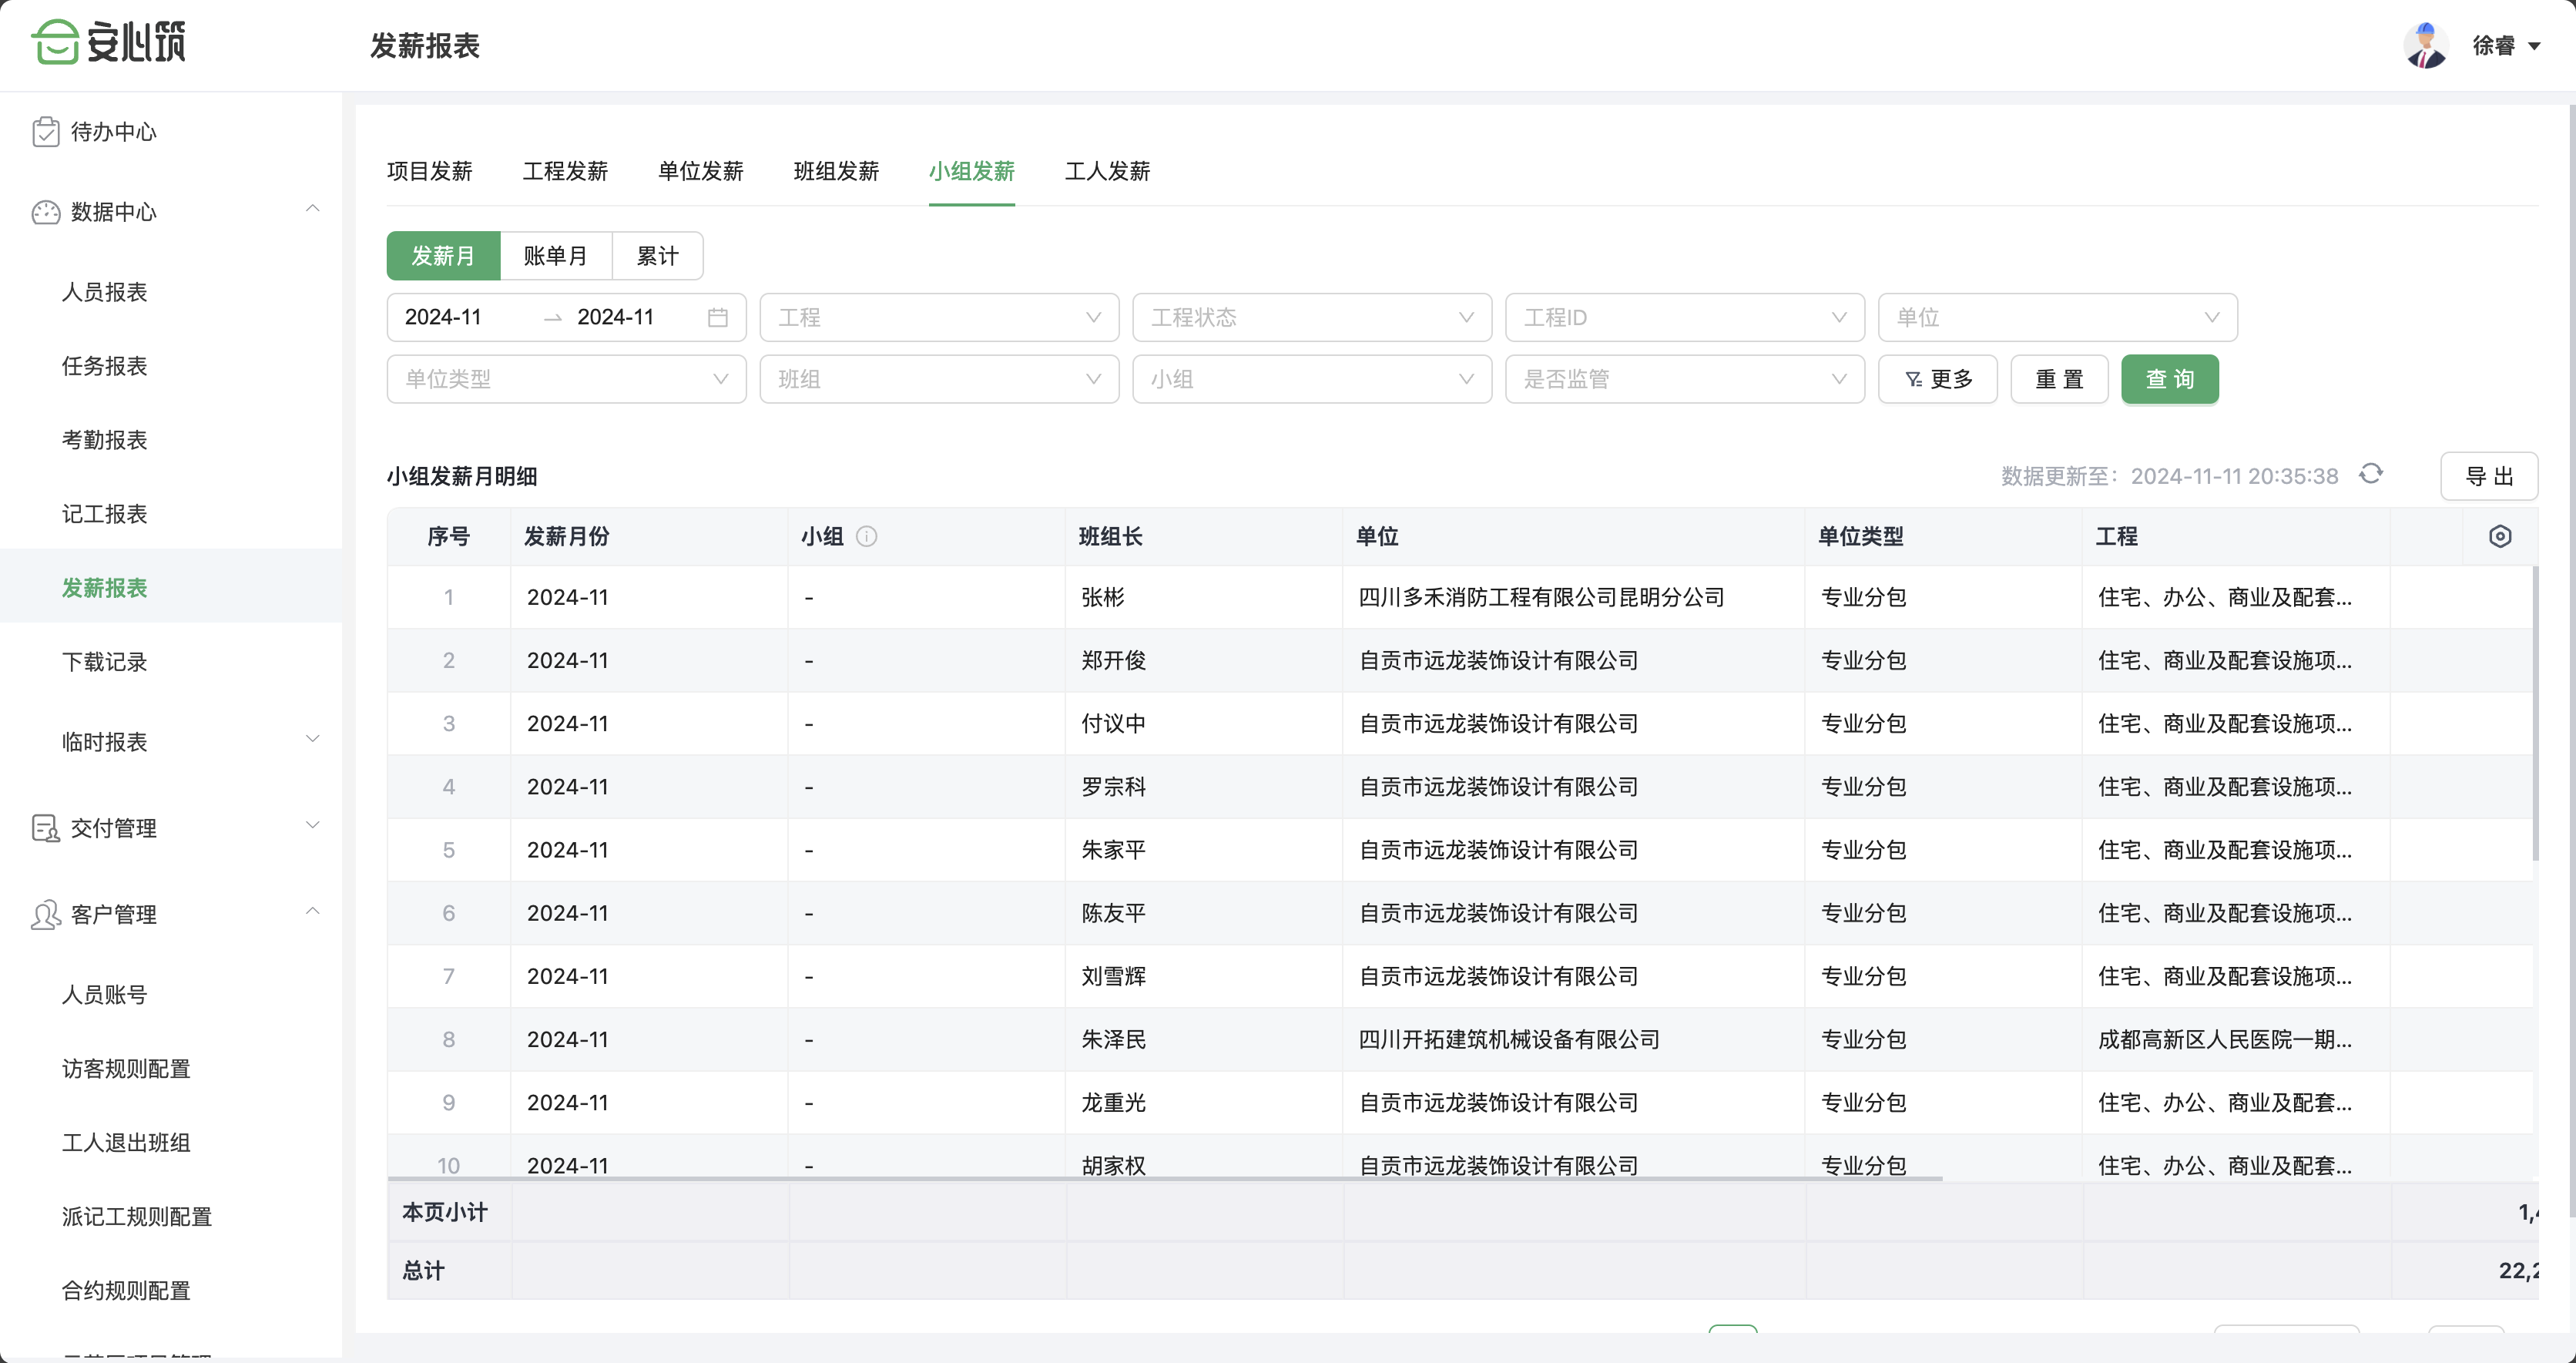 安心筑
发薪报表
徐睿
待办中心
数据中心
人员报表
任务报表
考勤报表
记工报表
发薪报表
下载记录
临时报表
交付管理
客户管理
人员账号
访客规则配置
工人退出班组
派记工规则配置
合约规则配置
项目发薪 工程发薪 单位发薪 班组发薪 小组发薪 工人发薪
发薪月 账单月 累计
2024-11 → 2024-11 工程 工程状态 工程ID 单位
单位类型 班组 小组 是否监管 更多 重 置 查 询
小组发薪月明细 数据更新至：2024-11-11 20:35:38 导 出
序号 发薪月份 小组 班组长 单位 单位类型 工程
1 2024-11 - 张彬 四川多禾消防工程有限公司昆明分公司 专业分包 住宅、办公、商业及配套...
2 2024-11 - 郑开俊 自贡市远龙装饰设计有限公司 专业分包 住宅、商业及配套设施项...
3 2024-11 - 付议中 自贡市远龙装饰设计有限公司 专业分包 住宅、商业及配套设施项...
4 2024-11 - 罗宗科 自贡市远龙装饰设计有限公司 专业分包 住宅、商业及配套设施项...
5 2024-11 - 朱家平 自贡市远龙装饰设计有限公司 专业分包 住宅、商业及配套设施项...
6 2024-11 - 陈友平 自贡市远龙装饰设计有限公司 专业分包 住宅、商业及配套设施项...
7 2024-11 - 刘雪辉 自贡市远龙装饰设计有限公司 专业分包 住宅、商业及配套设施项...
8 2024-11 - 朱泽民 四川开拓建筑机械设备有限公司 专业分包 成都高新区人民医院一期...
9 2024-11 - 龙重光 自贡市远龙装饰设计有限公司 专业分包 住宅、办公、商业及配套...
10 2024-11 - 胡家权 自贡市远龙装饰设计有限公司 专业分包 住宅、办公、商业及配套...
本页小计 1,4
总计 22,2